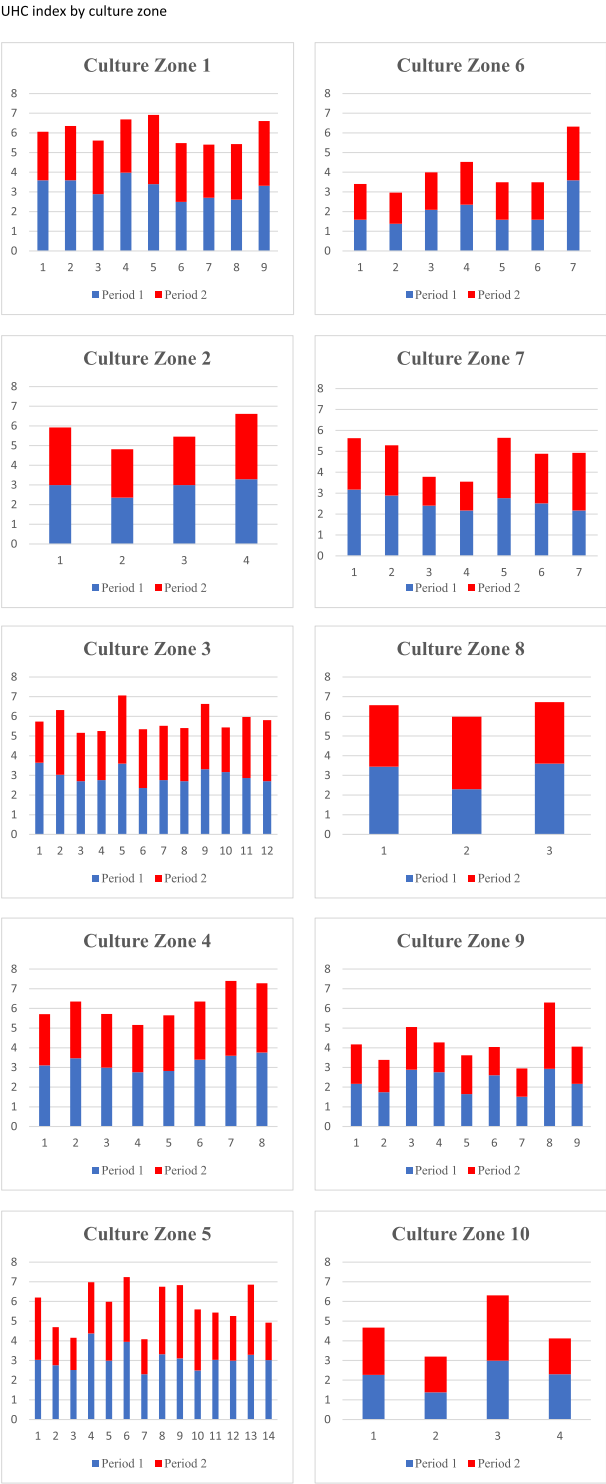 UHC index by culture zone
Culture Zone 1
8
7
6
5
4
3
2
1
0
1 2 3 4 5 6 7 8 9
Period 1 Period 2
Culture Zone 6
8
7
6
5
4
3
2
1
0
1 2 3 4 5 6 7
Period 1 Period 2
Culture Zone 2
8
7
6
5
4
3
2
1
0
1 2 3 4
Period 1 Period 2
Culture Zone 7
8
7
6
5
4
3
2
1
0
1 2 3 4 5 6 7
Period 1 Period 2
Culture Zone 3
8
7
6
5
4
3
2
1
0
1 2 3 4 5 6 7 8 9 10 11 12
Period 1 Period 2
Culture Zone 8
8
7
6
5
4
3
2
1
0
1 2 3
Period 1 Period 2
Culture Zone 4
8
7
6
5
4
3
2
1
0
1 2 3 4 5 6 7 8
Period 1 Period 2
Culture Zone 9
8
7
6
5
4
3
2
1
0
1 2 3 4 5 6 7 8 9
Period 1 Period 2
Culture Zone 5
8
7
6
5
4
3
2
1
0
1 2 3 4 5 6 7 8 9 10 11 12 13 14
Period 1 Period 2
Culture Zone 10
8
7
6
5
4
3
2
1
0
1 2 3 4
Period 1 Period 2